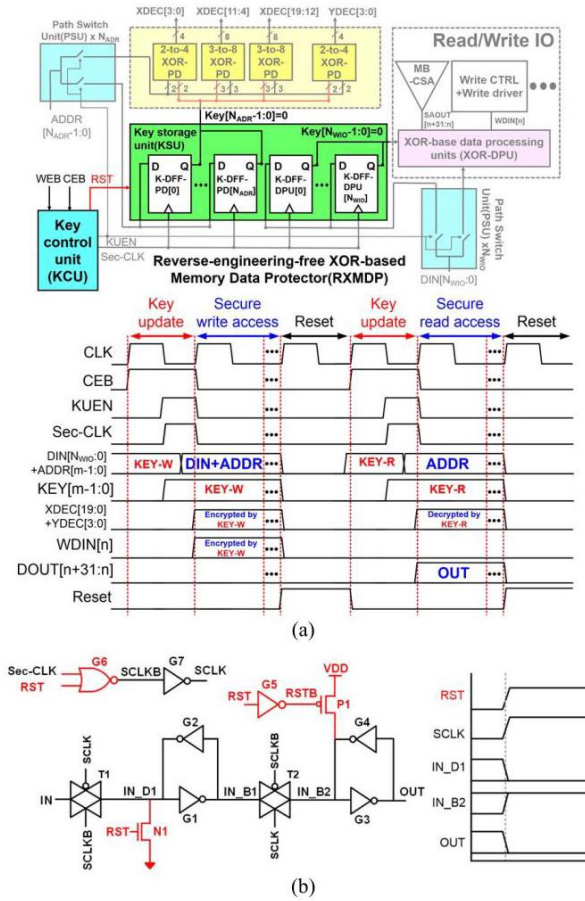 Path Switch
Unit(PSU) x NADR
XDEC[3:0] XDEC[11:4] XDEC[19:12] YDEC[3:0]
4 8 8 4
2-to-4 XOR-PD
3-to-8 XOR-PD
3-to-8 XOR-PD
2-to-4 XOR-PD
2 2 3 3 3 3 2 2
ADDR
[NADR-1:0]
Key[NADR-1:0]=0
Read/Write IO
MB
-CSA
Write CTRL
+Write driver
SAOUT
[n+31:n]
WDIN[n]
XOR-base data processing
units (XOR-DPU)
Key storage
unit(KSU)
Key[NWIO-1:0]=0
D Q
K-DFF-
PD[0]
D Q
K-DFF-
PD[NADR]
Q D
K-DFF-
DPU[0]
D Q
K-DFF-
DPU
[NWIO]
WEB CEB RST
Key
control
unit
(KCU)
KUEN
Sec-CLK
Path Switch
Unit(PSU) xNWIO
DIN[NWIO:0]
Reverse-engineering-free XOR-based
Memory Data Protector(RXMDP)
Key update
Secure write access
Reset
Key update
Secure read access
Reset
CLK
CEB
KUEN
Sec-CLK
DIN[NWIO:0]
+ADDR[m-1:0]
KEY-W DIN+ADDR KEY-R ADDR
KEY[m-1:0] KEY-W KEY-R
XDEC[19:0]
+YDEC[3:0]
Encrypted by KEY-W
Decrypted by KEY-R
WDIN[n] Encrypted by KEY-W
DOUT[n+31:n] OUT
Reset
(a)
Sec-CLK
RST
G6
SCLKB
G7
SCLK
RST
G5
RSTB
VDD
P1
G2
G4
SCLK
SCLKB
IN
T1
IN_D1
G1
IN_B1
T2
IN_B2
G3
OUT
SCLKB
SCLK
RST
N1
RST
SCLK
IN_D1
IN_B2
OUT
(b)